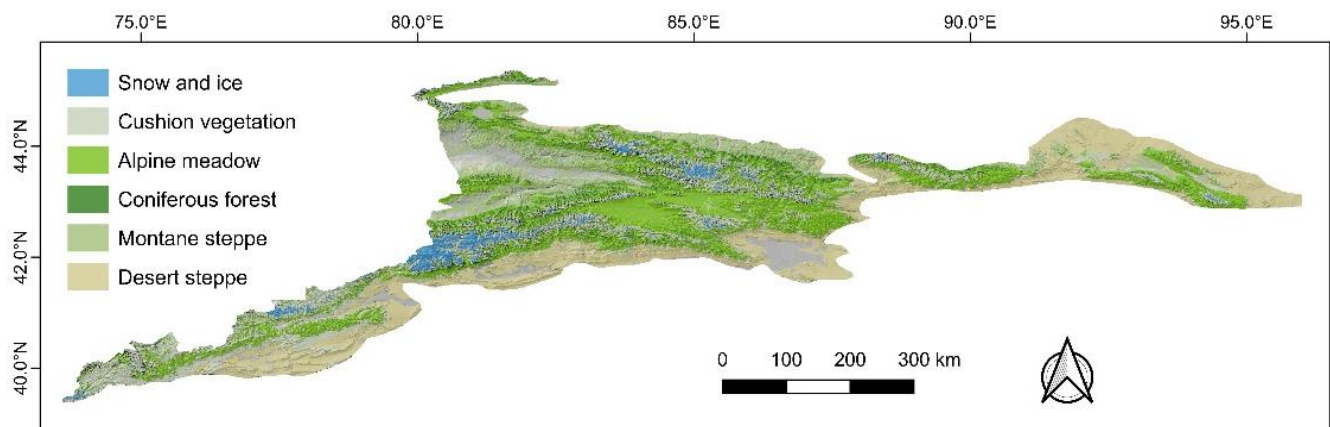 75.0°E 80.0°E 85.0°E 90.0°E 95.0°E
44.0°N
42.0°N
40.0°N
Snow and ice
Cushion vegetation
Alpine meadow
Coniferous forest
Montane steppe
Desert steppe
0 100 200 300 km